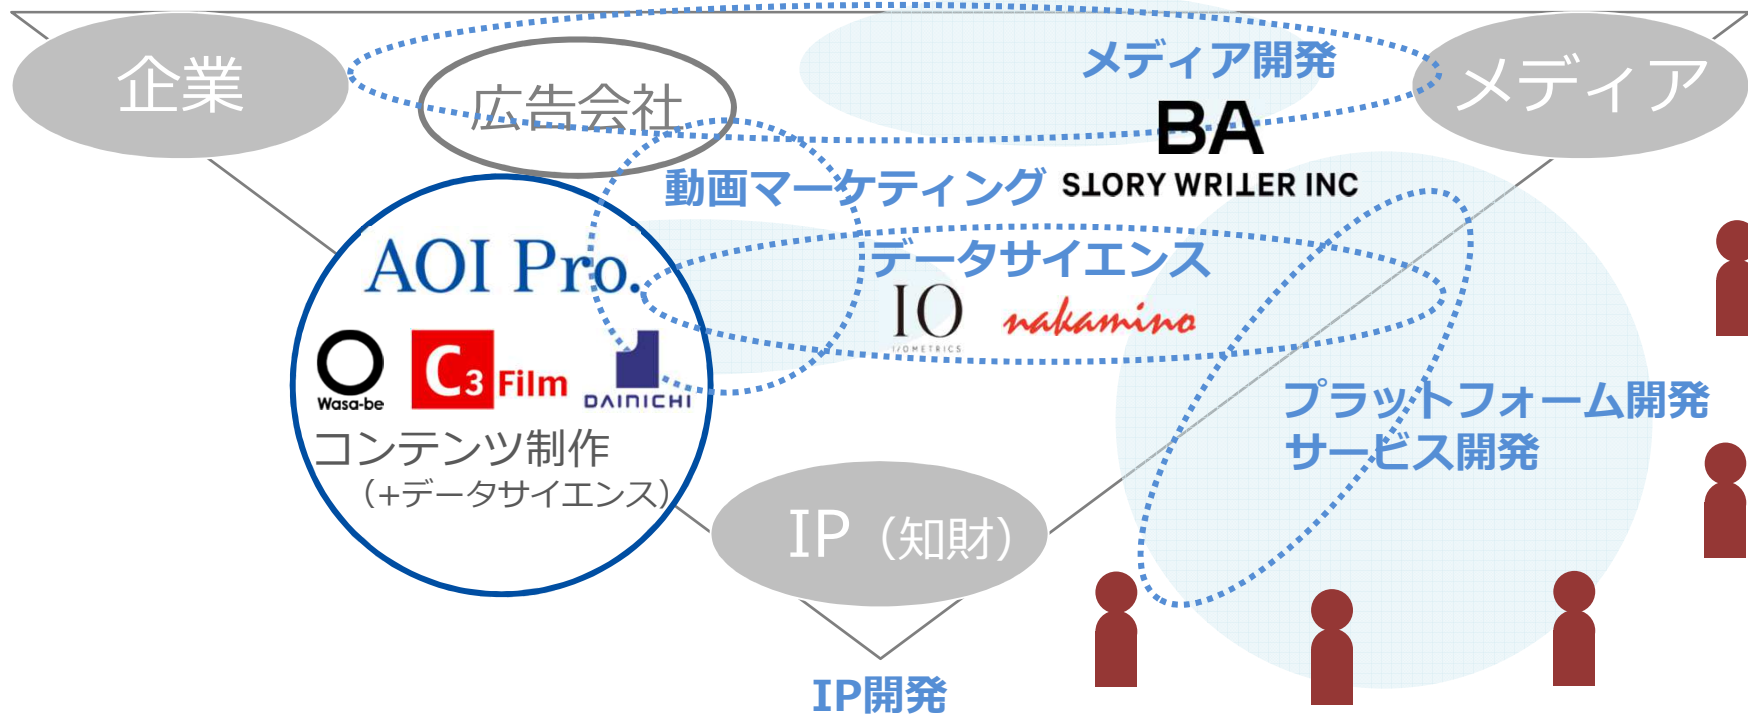 企業
広告会社
メディア開発
メディア
BA
STORY WRITER INC
動画マーケティング
AOI Pro.
データサイエンス
IO
I/OMETRICS
nakamino
Wasa-be
C3 Film
DAINICHI
コンテンツ制作
（+データサイエンス）
プラットフォーム開発
サービス開発
IP（知財）
IP開発